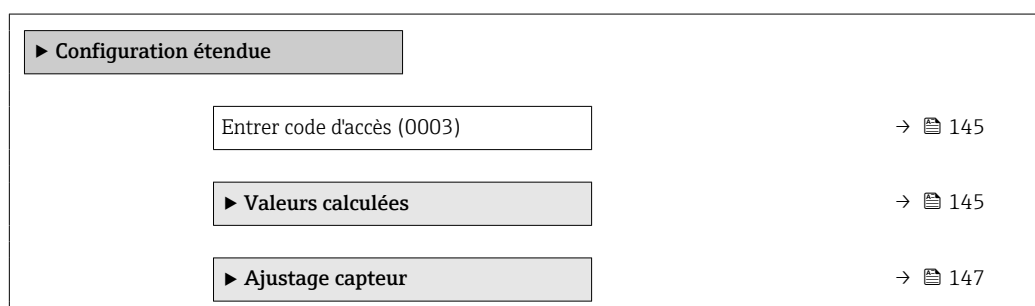 ▶ Configuration étendue
Entrer code d'accès (0003) → 145
▶ Valeurs calculées → 145
▶ Ajustage capteur → 147